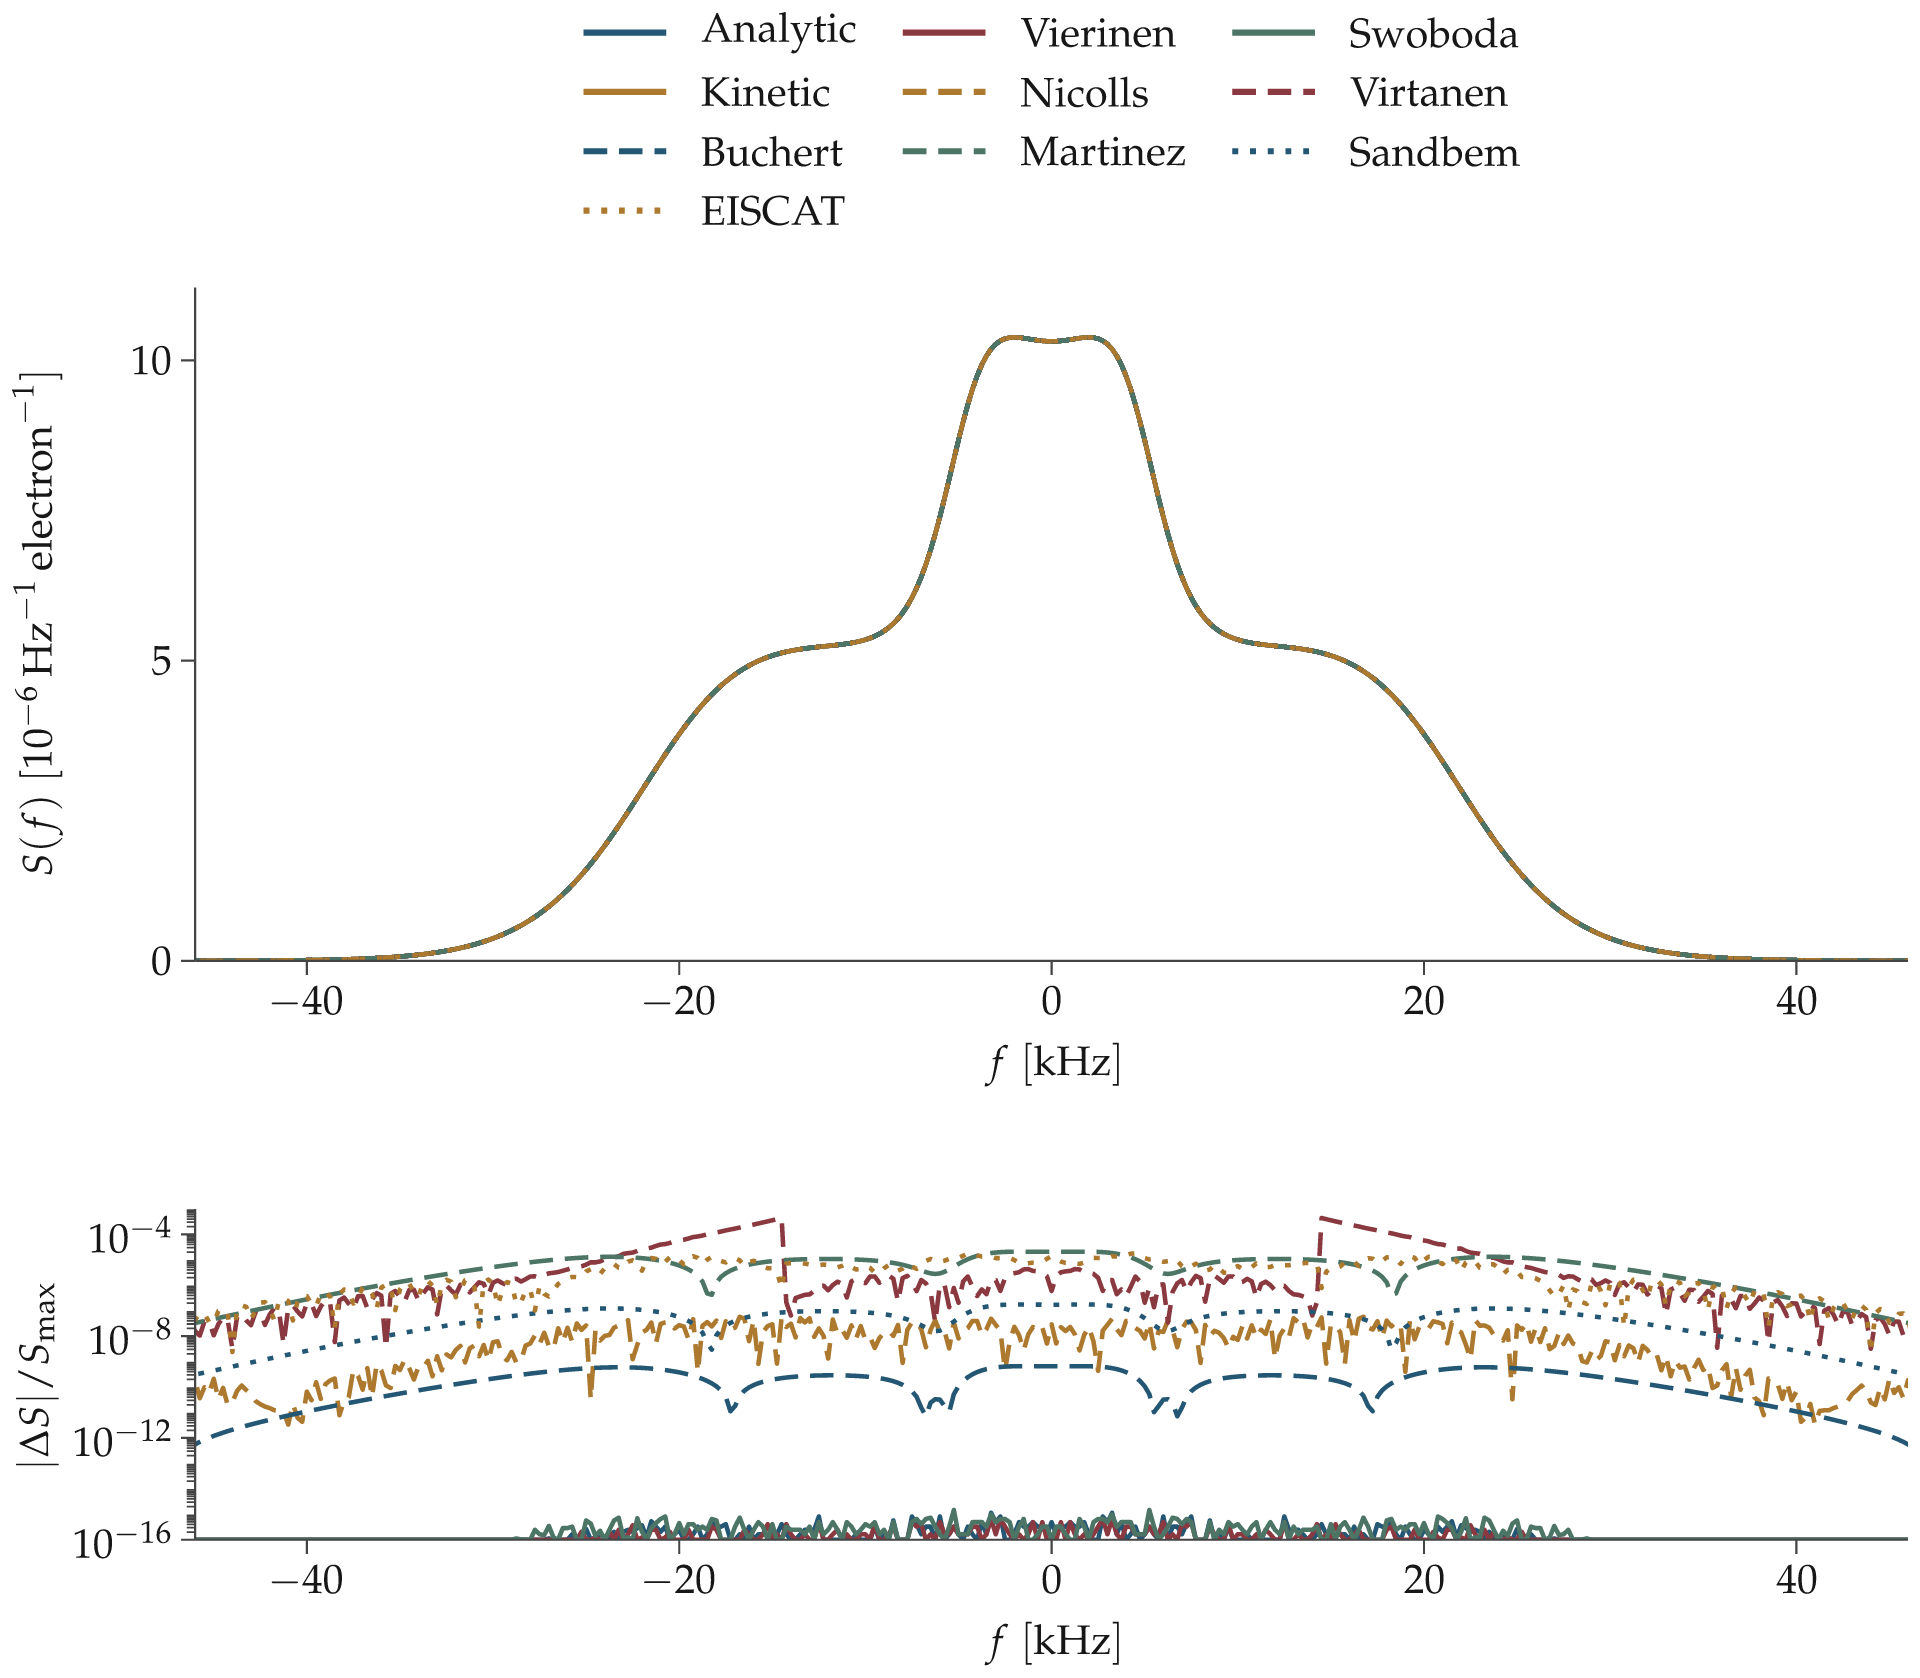 Analytic Vierinen Swoboda
Kinetic Nicolls Virtanen
Buchert Martinez Sandbem
EISCAT
S(f) [10⁻⁶ Hz⁻¹ electron⁻¹]
10
5
0
−40 −20 0 20 40
f [kHz]
|ΔS|/S_max
10⁻⁴
10⁻⁸
10⁻¹²
10⁻¹⁶
−40 −20 0 20 40
f [kHz]